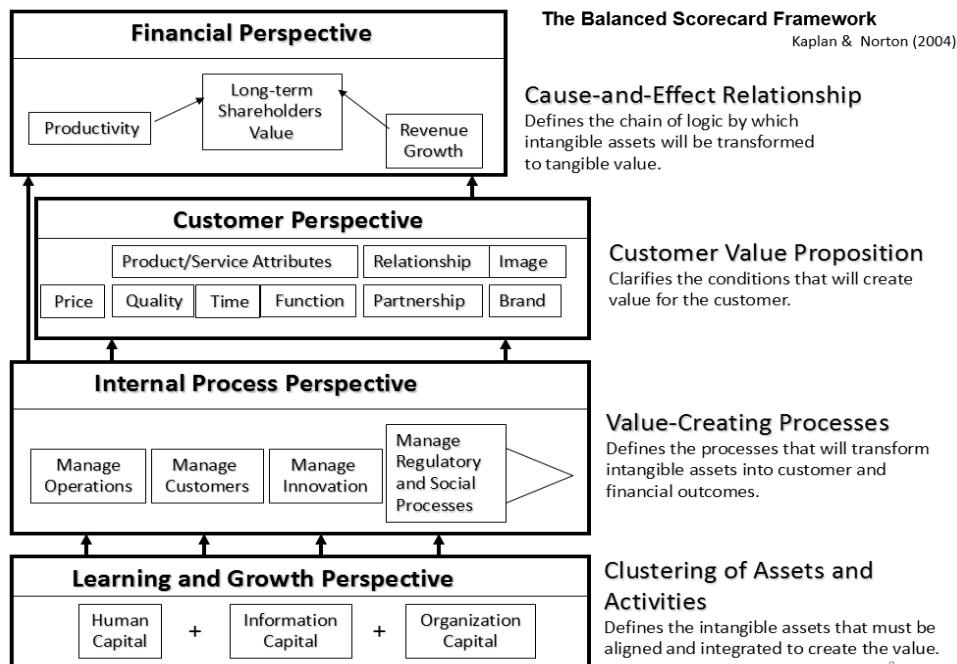 The Balanced Scorecard Framework
Kaplan & Norton (2004)
Financial Perspective
Long-term
Shareholders
Value
Productivity
Revenue
Growth
Cause-and-Effect Relationship
Defines the chain of logic by which
intangible assets will be transformed
to tangible value.
Customer Perspective
Product/Service Attributes
Relationship
Image
Price
Quality
Time
Function
Partnership
Brand
Customer Value Proposition
Clarifies the conditions that will create
value for the customer.
Internal Process Perspective
Manage
Operations
Manage
Customers
Manage
Innovation
Manage
Regulatory
and Social
Processes
Value-Creating Processes
Defines the processes that will transform
intangible assets into customer and
financial outcomes.
Learning and Growth Perspective
Human
Capital
+
Information
Capital
+
Organization
Capital
Clustering of Assets and
Activities
Defines the intangible assets that must be
aligned and integrated to create the value.